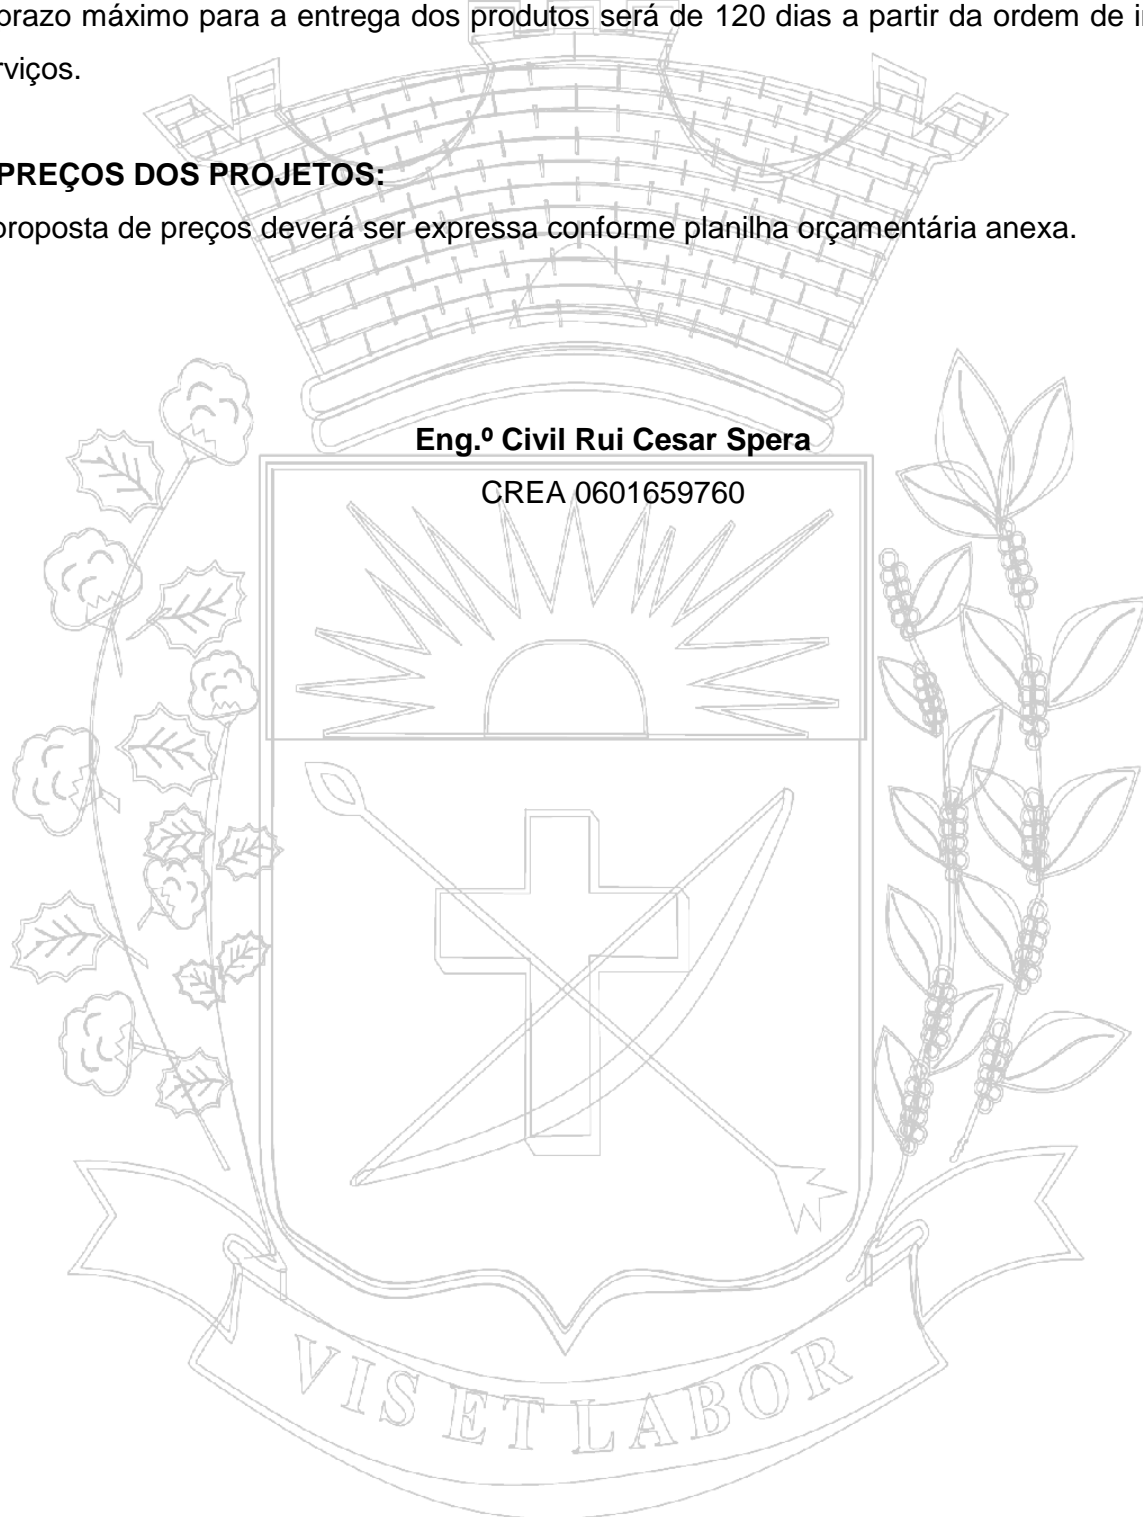 prazo máximo para a entrega dos produtos será de 120 dias a partir da ordem de
rviços.
PREÇOS DOS PROJETOS:
proposta de preços deverá ser expressa conforme planilha orçamentária anexa.
Eng.º Civil Rui Cesar Spera
CREA 0601659760
VIS ET LABOR